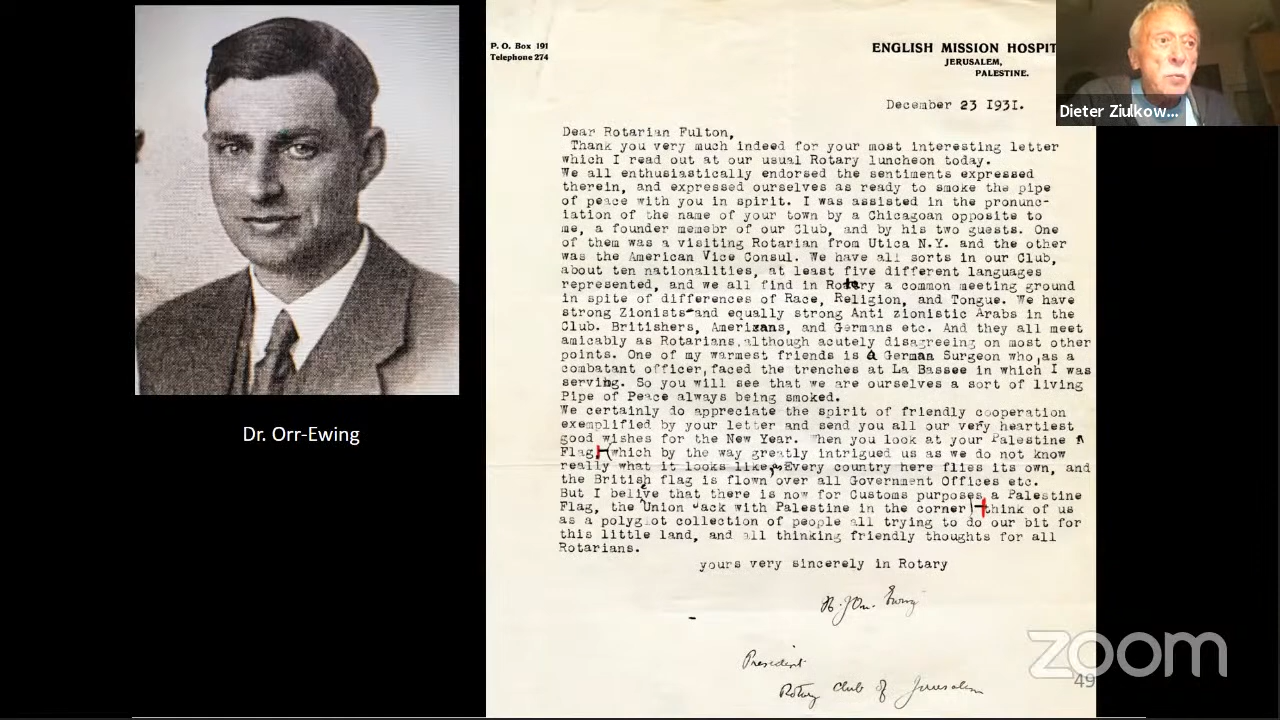 P. O. Box 191
Telephone 274
ENGLISH MISSION HOSPIT
JERUSALEM,
PALESTINE.
Dieter Ziulkow...
December 23 1931.
Dear Rotarian Fulton,
Thank you very much indeed for your most interesting letter
which I read out at our usual Rotary luncheon today.
We all enthusiastically endorsed the sentiments expressed
therein, and expressed ourselves as ready to smoke the pipe
of peace with you in spirit. I was assisted in the pronunc-
iation of the name of your town by a Chicagoan opposite to
me, a founder memebr of our Club, and by his two guests. One
of them was a visiting Rotarian from Utica N.Y. and the other
was the American Vice Consul. We have all sorts in our Club,
about ten nationalities, at least five different languages
represented, and we all find in Rotary a common meeting ground
in spite of differences of Race, Religion, and Tongue. We have
strong Zionists and equally strong Anti zionistic Arabs in the
Club. Britishers, Amerixans, and Germans etc. And they all meet
amicably as Rotarians, although acutely disagreeing on most other
points. One of my warmest friends is a German Surgeon who, as a
combatant officer, faced the trenches at La Bassee in which I was
serving. So you will see that we are ourselves a sort of living
Pipe of Peace always being smoked.
We certainly do appreciate the spirit of friendly cooperation
exemplified by your letter and send you all our very heartiest
good wishes for the New Year. When you look at your Palestine
Flag, (which by the way greatly intrigued us as we do not know
really what it looks like, Every country here flies its own, and
the British flag is flown over all Government Offices etc.
But I belive that there is now for Customs purposes a Palestine
Flag, the Union Jack with Palestine in the corner) think of us
as a polyglot collection of people all trying to do our bit for
this little land, and all thinking friendly thoughts for all
Rotarians.
yours very sincerely in Rotary
Ewing
President
Rotary Club of Jerusalem
Dr. Orr-Ewing
zoom
49